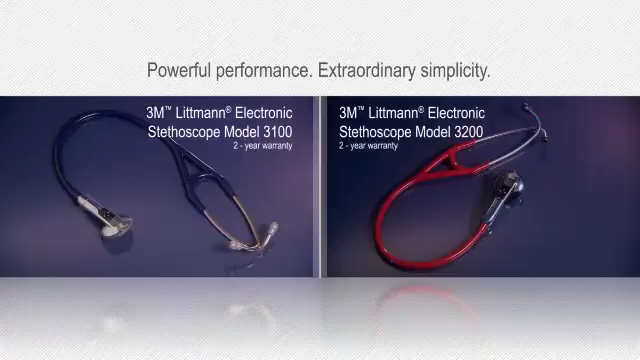 Powerful performance. Extraordinary simplicity.
3M™ Littmann® Electronic
Stethoscope Model 3100
2 - year warranty
3M™ Littmann® Electronic
Stethoscope Model 3200
2 - year warranty